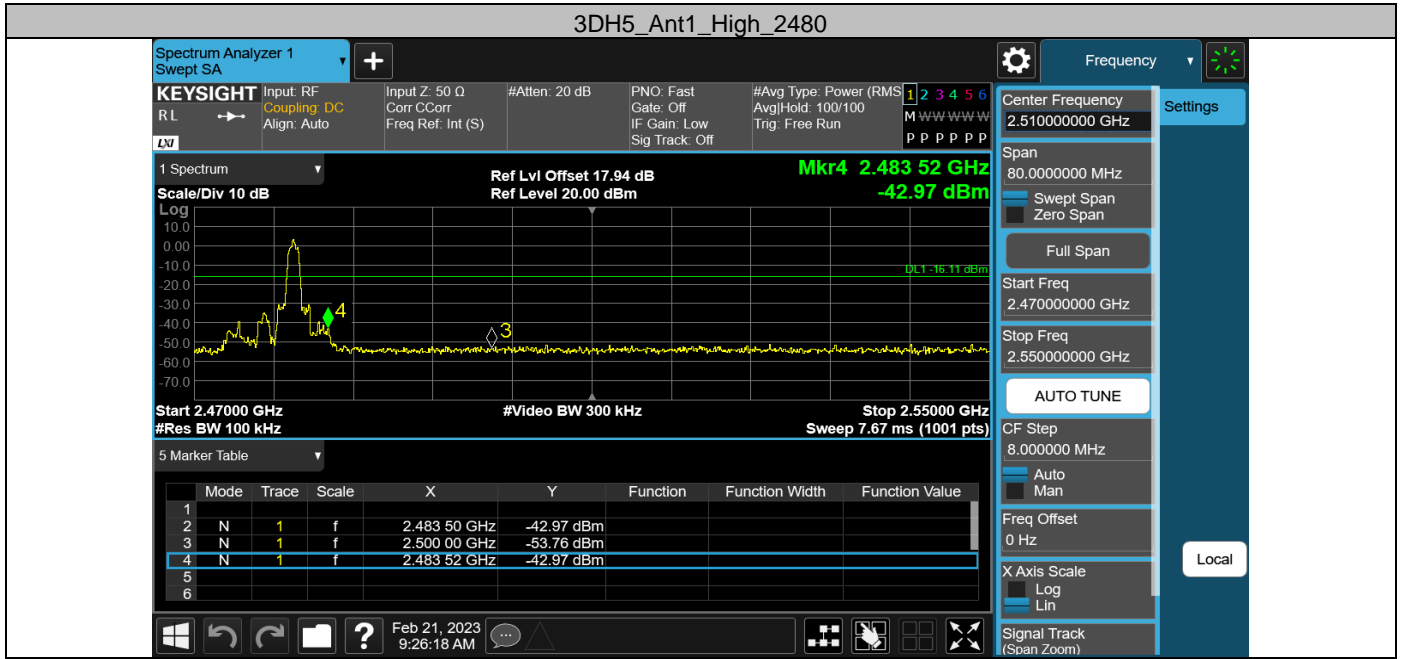 3DH5_Ant1_High_2480
Spectrum Analyzer 1
Swept SA
Frequency
KEYSIGHT
RL
LXI
Input: RF
Coupling: DC
Align: Auto
Input Z: 50 Ω
Corr CCorr
Freq Ref: Int (S)
#Atten: 20 dB
PNO: Fast
Gate: Off
IF Gain: Low
Sig Track: Off
#Avg Type: Power (RMS
Avg|Hold: 100/100
Trig: Free Run
1 2 3 4 5 6
M W W W W W
P P P P P P
1 Spectrum
Scale/Div 10 dB
Ref Lvl Offset 17.94 dB
Ref Level 20.00 dBm
Mkr4 2.483 52 GHz
-42.97 dBm
Log
10.0
0.00
-10.0
-20.0
-30.0
-40.0
-50.0
-60.0
-70.0
DL1 -16.11 dBm
4
3
Start 2.47000 GHz
#Video BW 300 kHz
Stop 2.55000 GHz
#Res BW 100 kHz
Sweep 7.67 ms (1001 pts)
5 Marker Table
Mode Trace Scale X Y Function Function Width Function Value
1
2 N 1 f 2.483 50 GHz -42.97 dBm
3 N 1 f 2.500 00 GHz -53.76 dBm
4 N 1 f 2.483 52 GHz -42.97 dBm
5
6
Feb 21, 2023
9:26:18 AM
Center Frequency
2.510000000 GHz
Span
80.0000000 MHz
Swept Span
Zero Span
Full Span
Start Freq
2.470000000 GHz
Stop Freq
2.550000000 GHz
AUTO TUNE
CF Step
8.000000 MHz
Auto
Man
Freq Offset
0 Hz
X Axis Scale
Log
Lin
Signal Track
(Span Zoom)
Settings
Local